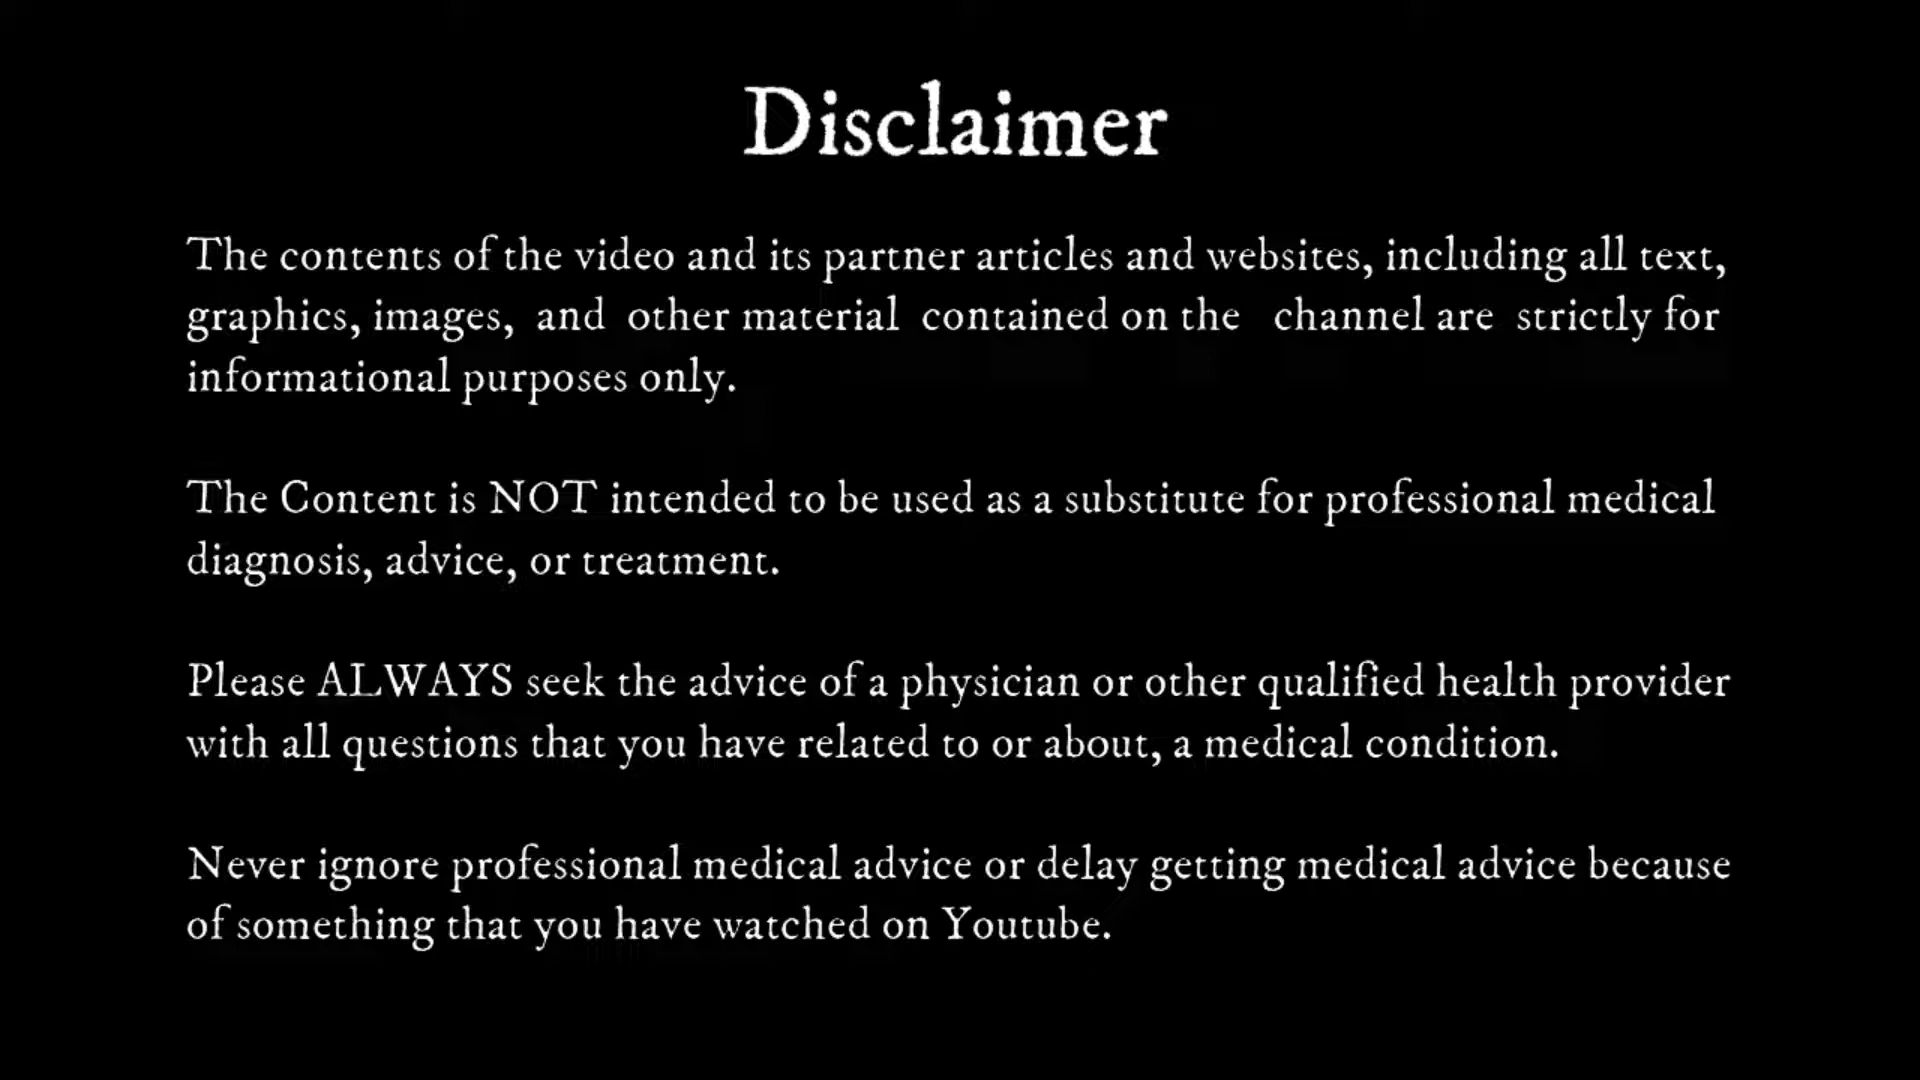 Disclaimer
The contents of the video and its partner articles and websites, including all text,
graphics, images, and other material contained on the channel are strictly for
informational purposes only.
The Content is NOT intended to be used as a substitute for professional medical
diagnosis, advice, or treatment.
Please ALWAYS seek the advice of a physician or other qualified health provider
with all questions that you have related to or about, a medical condition.
Never ignore professional medical advice or delay getting medical advice because
of something that you have watched on Youtube.